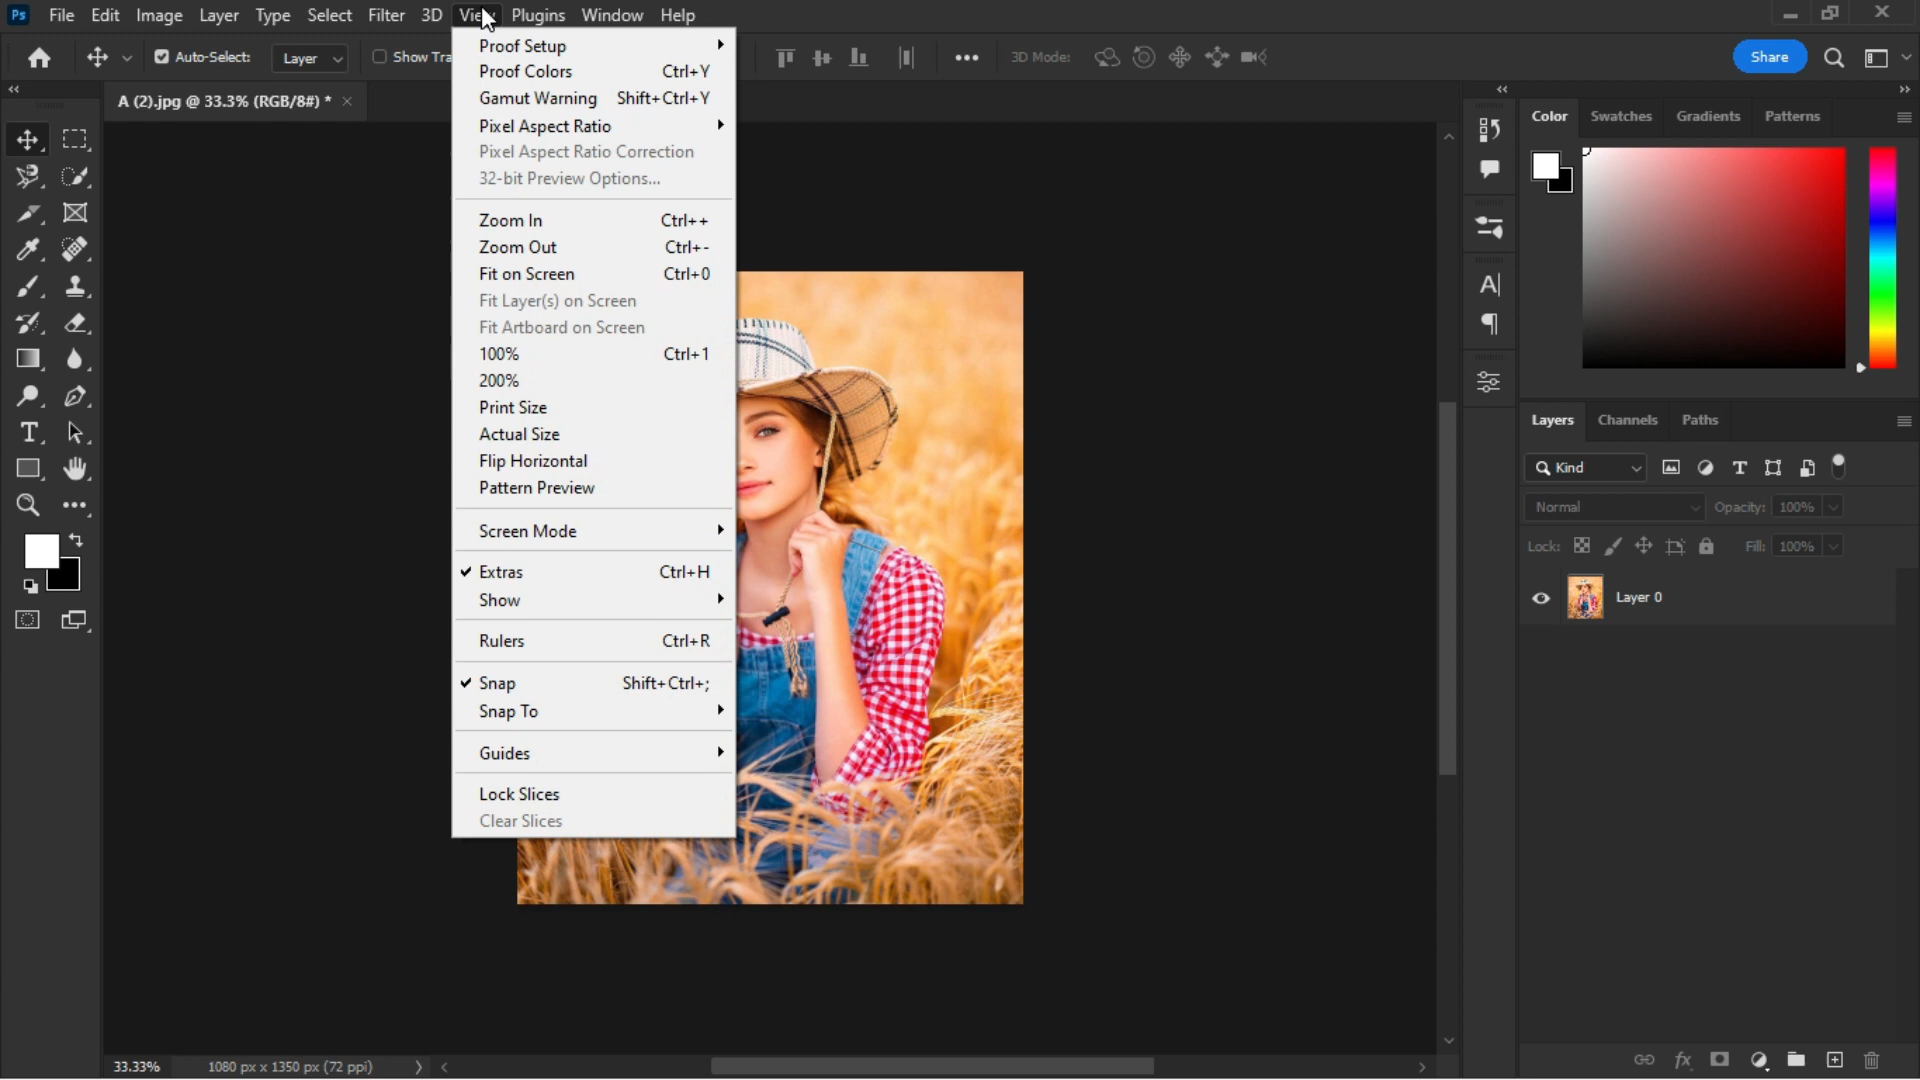 Ps File Edit Image Layer Type Select Filter 3D View Plugins Window Help
Auto-Select: Layer Show Tra 3D Mode: Share
A (2).jpg @ 33.3% (RGB/8#) *
Proof Setup
Proof Colors Ctrl+Y
Gamut Warning Shift+Ctrl+Y
Pixel Aspect Ratio
Pixel Aspect Ratio Correction
32-bit Preview Options...
Zoom In Ctrl++
Zoom Out Ctrl+-
Fit on Screen Ctrl+0
Fit Layer(s) on Screen
Fit Artboard on Screen
100% Ctrl+1
200%
Print Size
Actual Size
Flip Horizontal
Pattern Preview
Screen Mode
Extras Ctrl+H
Show
Rulers Ctrl+R
Snap Shift+Ctrl+;
Snap To
Guides
Lock Slices
Clear Slices
Color Swatches Gradients Patterns
Layers Channels Paths
Kind
Normal Opacity: 100%
Lock: Fill: 100%
Layer 0
33.33% 1080 px x 1350 px (72 ppi)